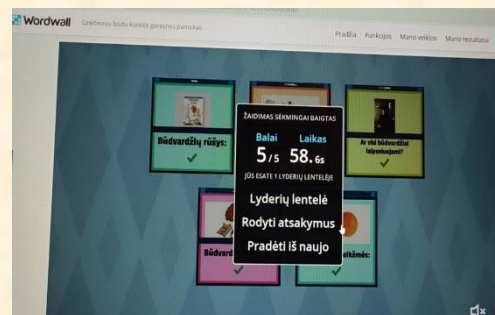 Wordwall
Pradžia Funkcijos Mano veiklos Mano rezultatai
ŽAIDIMAS SĖKMINGAI BAIGTAS
Balai Laikas
5/5 58.6s
JŪS ESATE 1 LYDERIŲ LENTELĖJE
Lyderių lentelė
Rodyti atsakymus
Pradėti iš naujo
Būdvardžių rūšys:
Ar visi būdvardžiai
laipsniuojami?